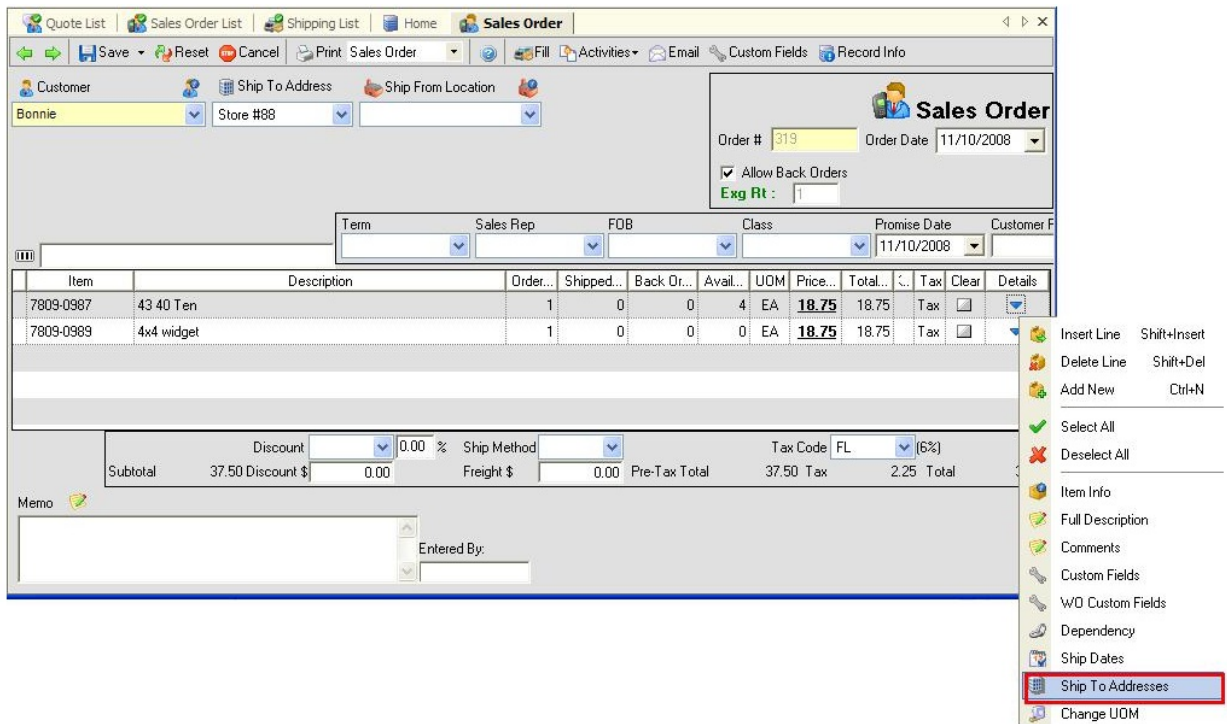 Quote List Sales Order List Shipping List Home Sales Order
Save Reset Cancel Print Sales Order Fill Activities Email Custom Fields Record Info
Customer Ship To Address Ship From Location
Bonnie Store #88
Sales Order
Order # 319 Order Date 11/10/2008
Allow Back Orders
Exg Rt : 1
Term Sales Rep FOB Class Promise Date Customer F
11/10/2008
Item Description Order... Shipped... Back Or... Avail... UOM Price... Total... Tax Clear Details
7809-0987 43 40 Ten 1 0 0 4 EA 18.75 18.75 Tax
7809-0989 4x4 widget 1 0 0 0 EA 18.75 18.75 Tax
Insert Line Shift+Insert
Delete Line Shift+Del
Add New Ctrl+N
Select All
Deselect All
Item Info
Full Description
Comments
Custom Fields
WO Custom Fields
Dependency
Ship Dates
Ship To Addresses
Change UOM
Discount 0.00 % Ship Method Tax Code FL (6%)
Subtotal 37.50 Discount $ 0.00 Freight $ 0.00 Pre-Tax Total 37.50 Tax 2.25 Total
Memo
Entered By: